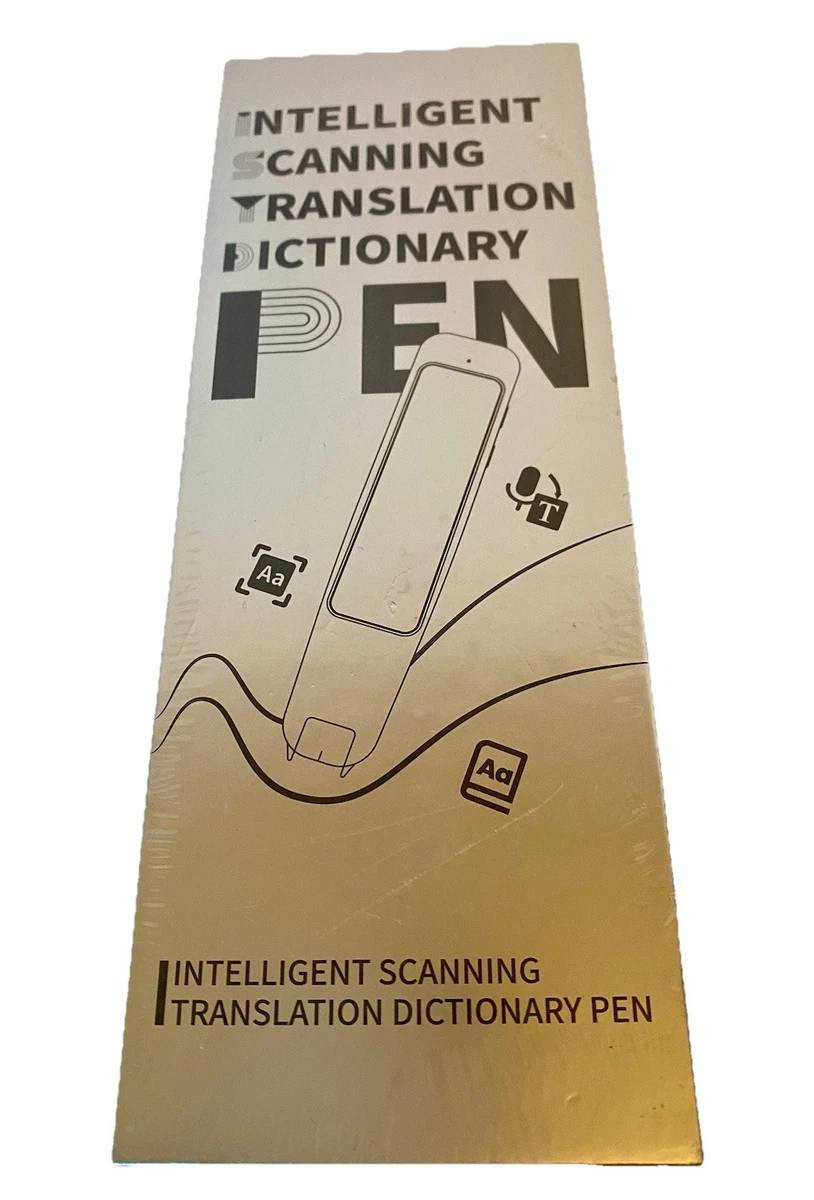 INTELLIGENT
SCANNING
TRANSLATION
DICTIONARY
PEN
T
Aa
Aa
INTELLIGENT SCANNING
TRANSLATION DICTIONARY PEN